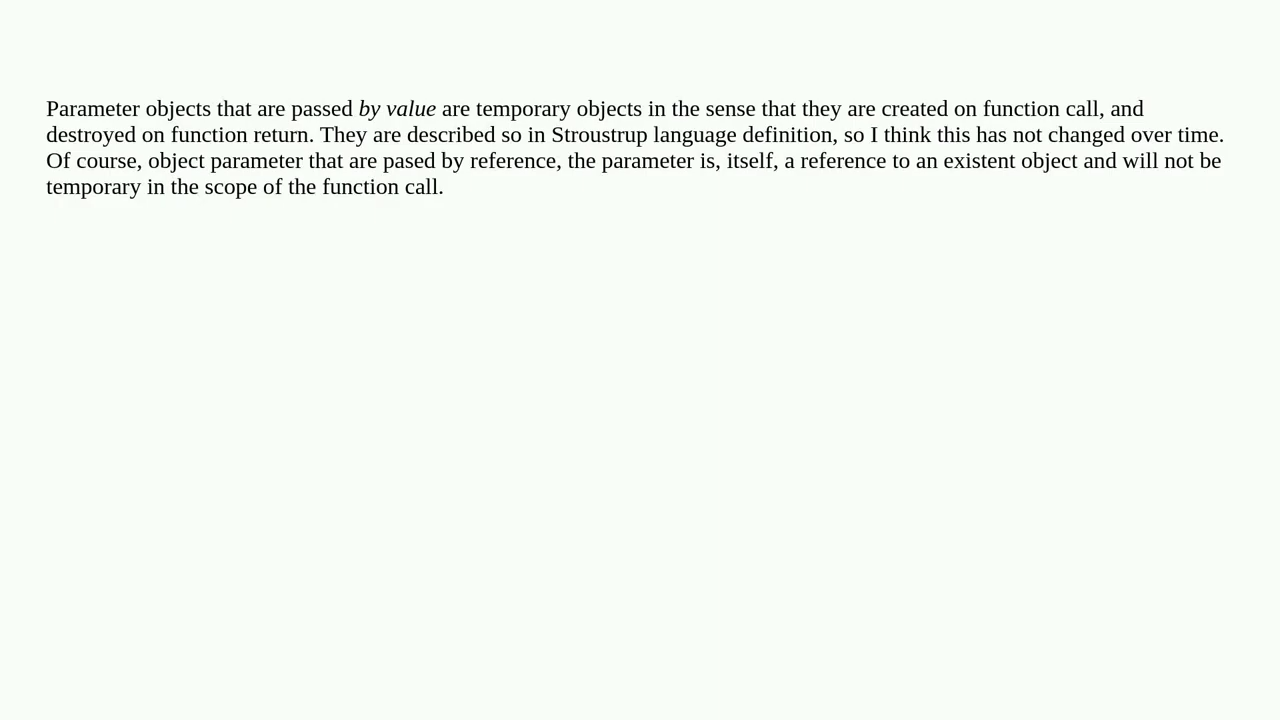 Parameter objects that are passed by value are temporary objects in the sense that they are created on function call, and
destroyed on function return. They are described so in Stroustrup language definition, so I think this has not changed over time.
Of course, object parameter that are pased by reference, the parameter is, itself, a reference to an existent object and will not be
temporary in the scope of the function call.